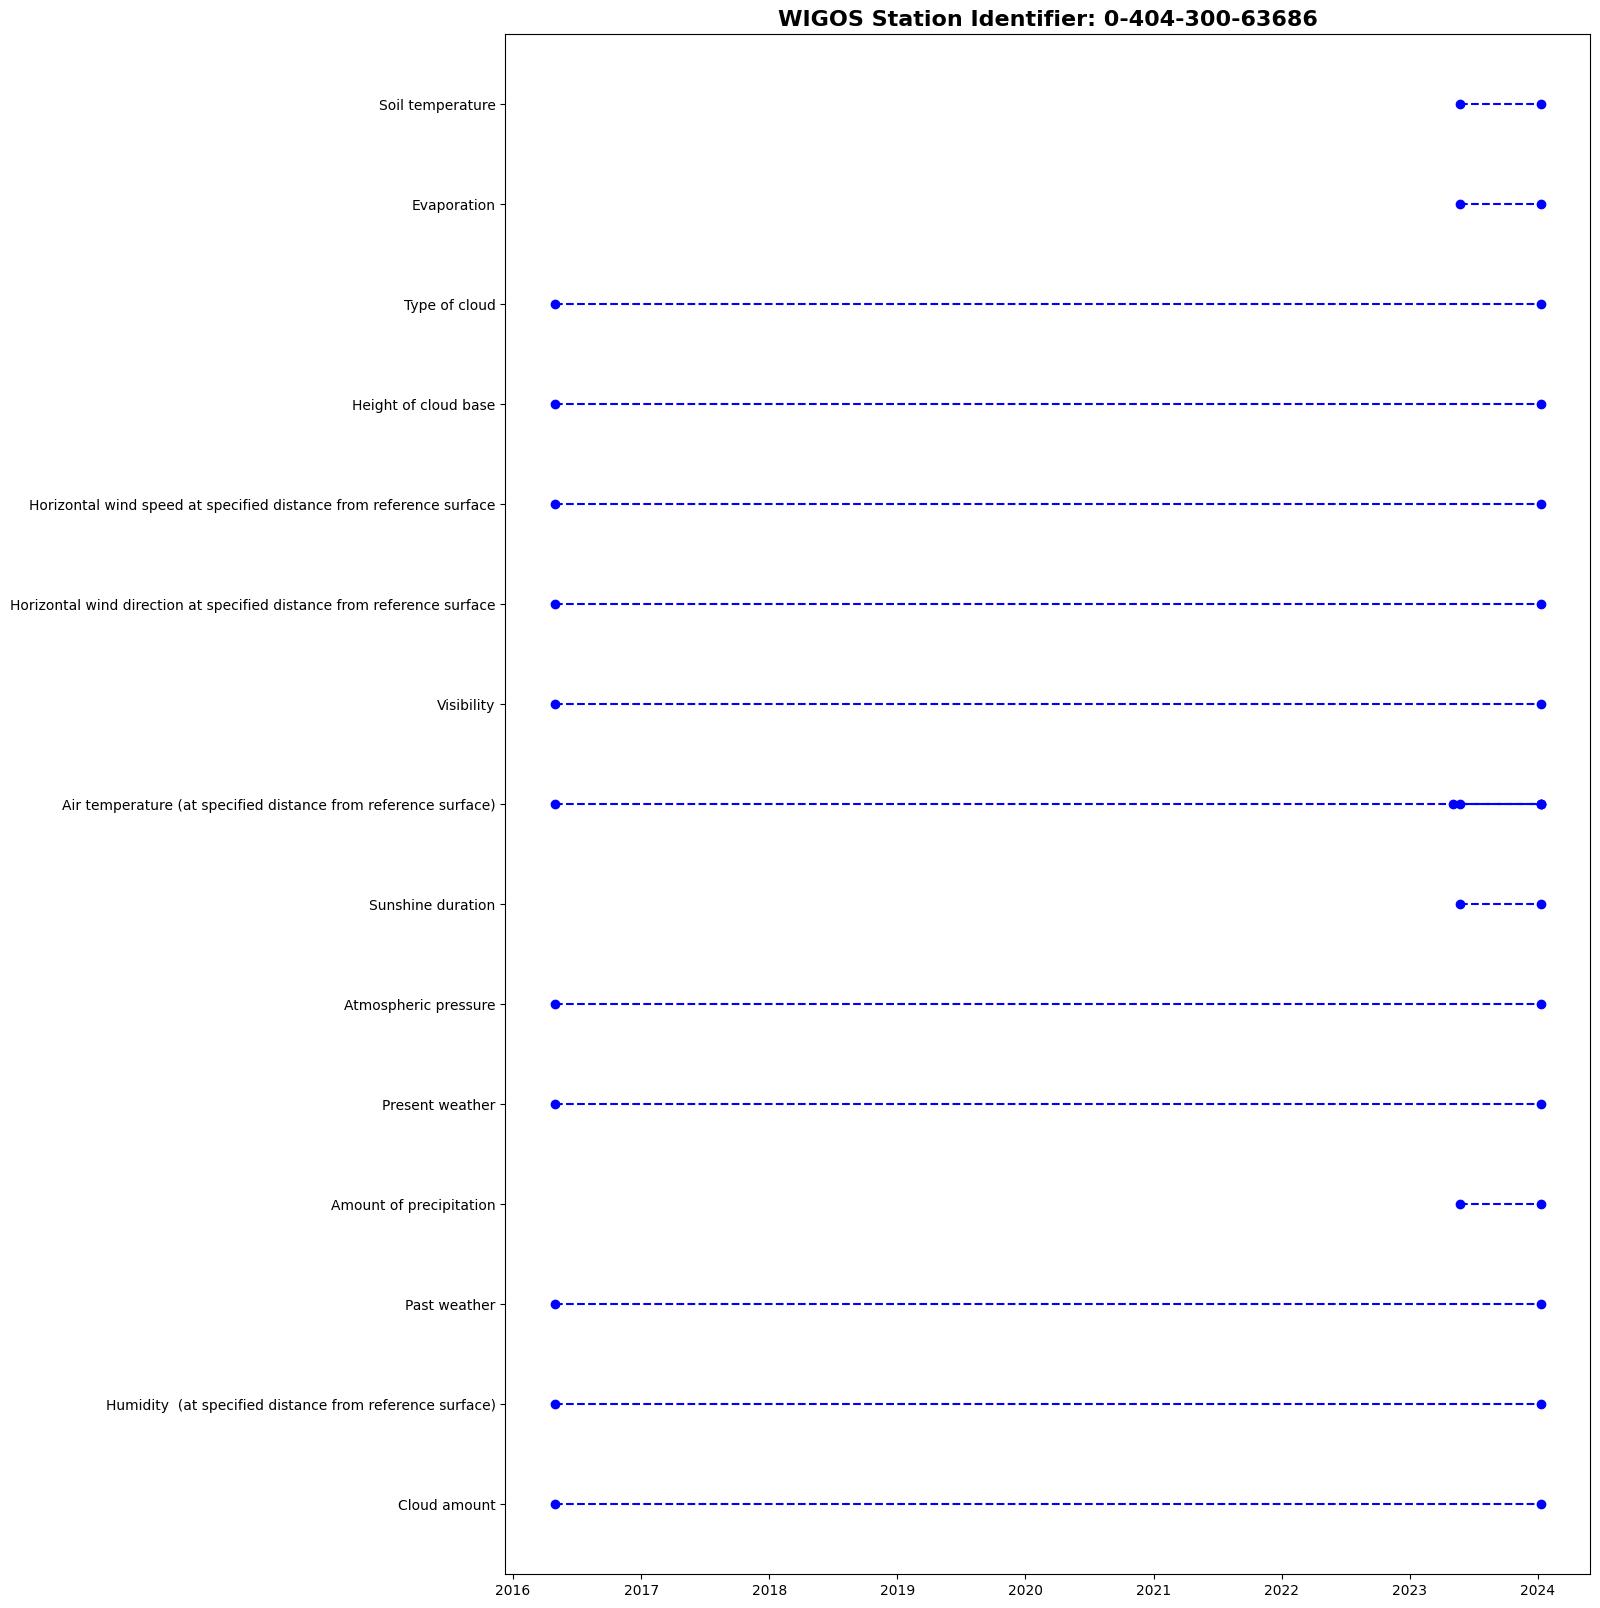 WIGOS Station Identifier: 0-404-300-63686
Soil temperature
Evaporation
Type of cloud
Height of cloud base
Horizontal wind speed at specified distance from reference surface
Horizontal wind direction at specified distance from reference surface
Visibility
Air temperature (at specified distance from reference surface)
Sunshine duration
Atmospheric pressure
Present weather
Amount of precipitation
Past weather
Humidity  (at specified distance from reference surface)
Cloud amount
2016 2017 2018 2019 2020 2021 2022 2023 2024